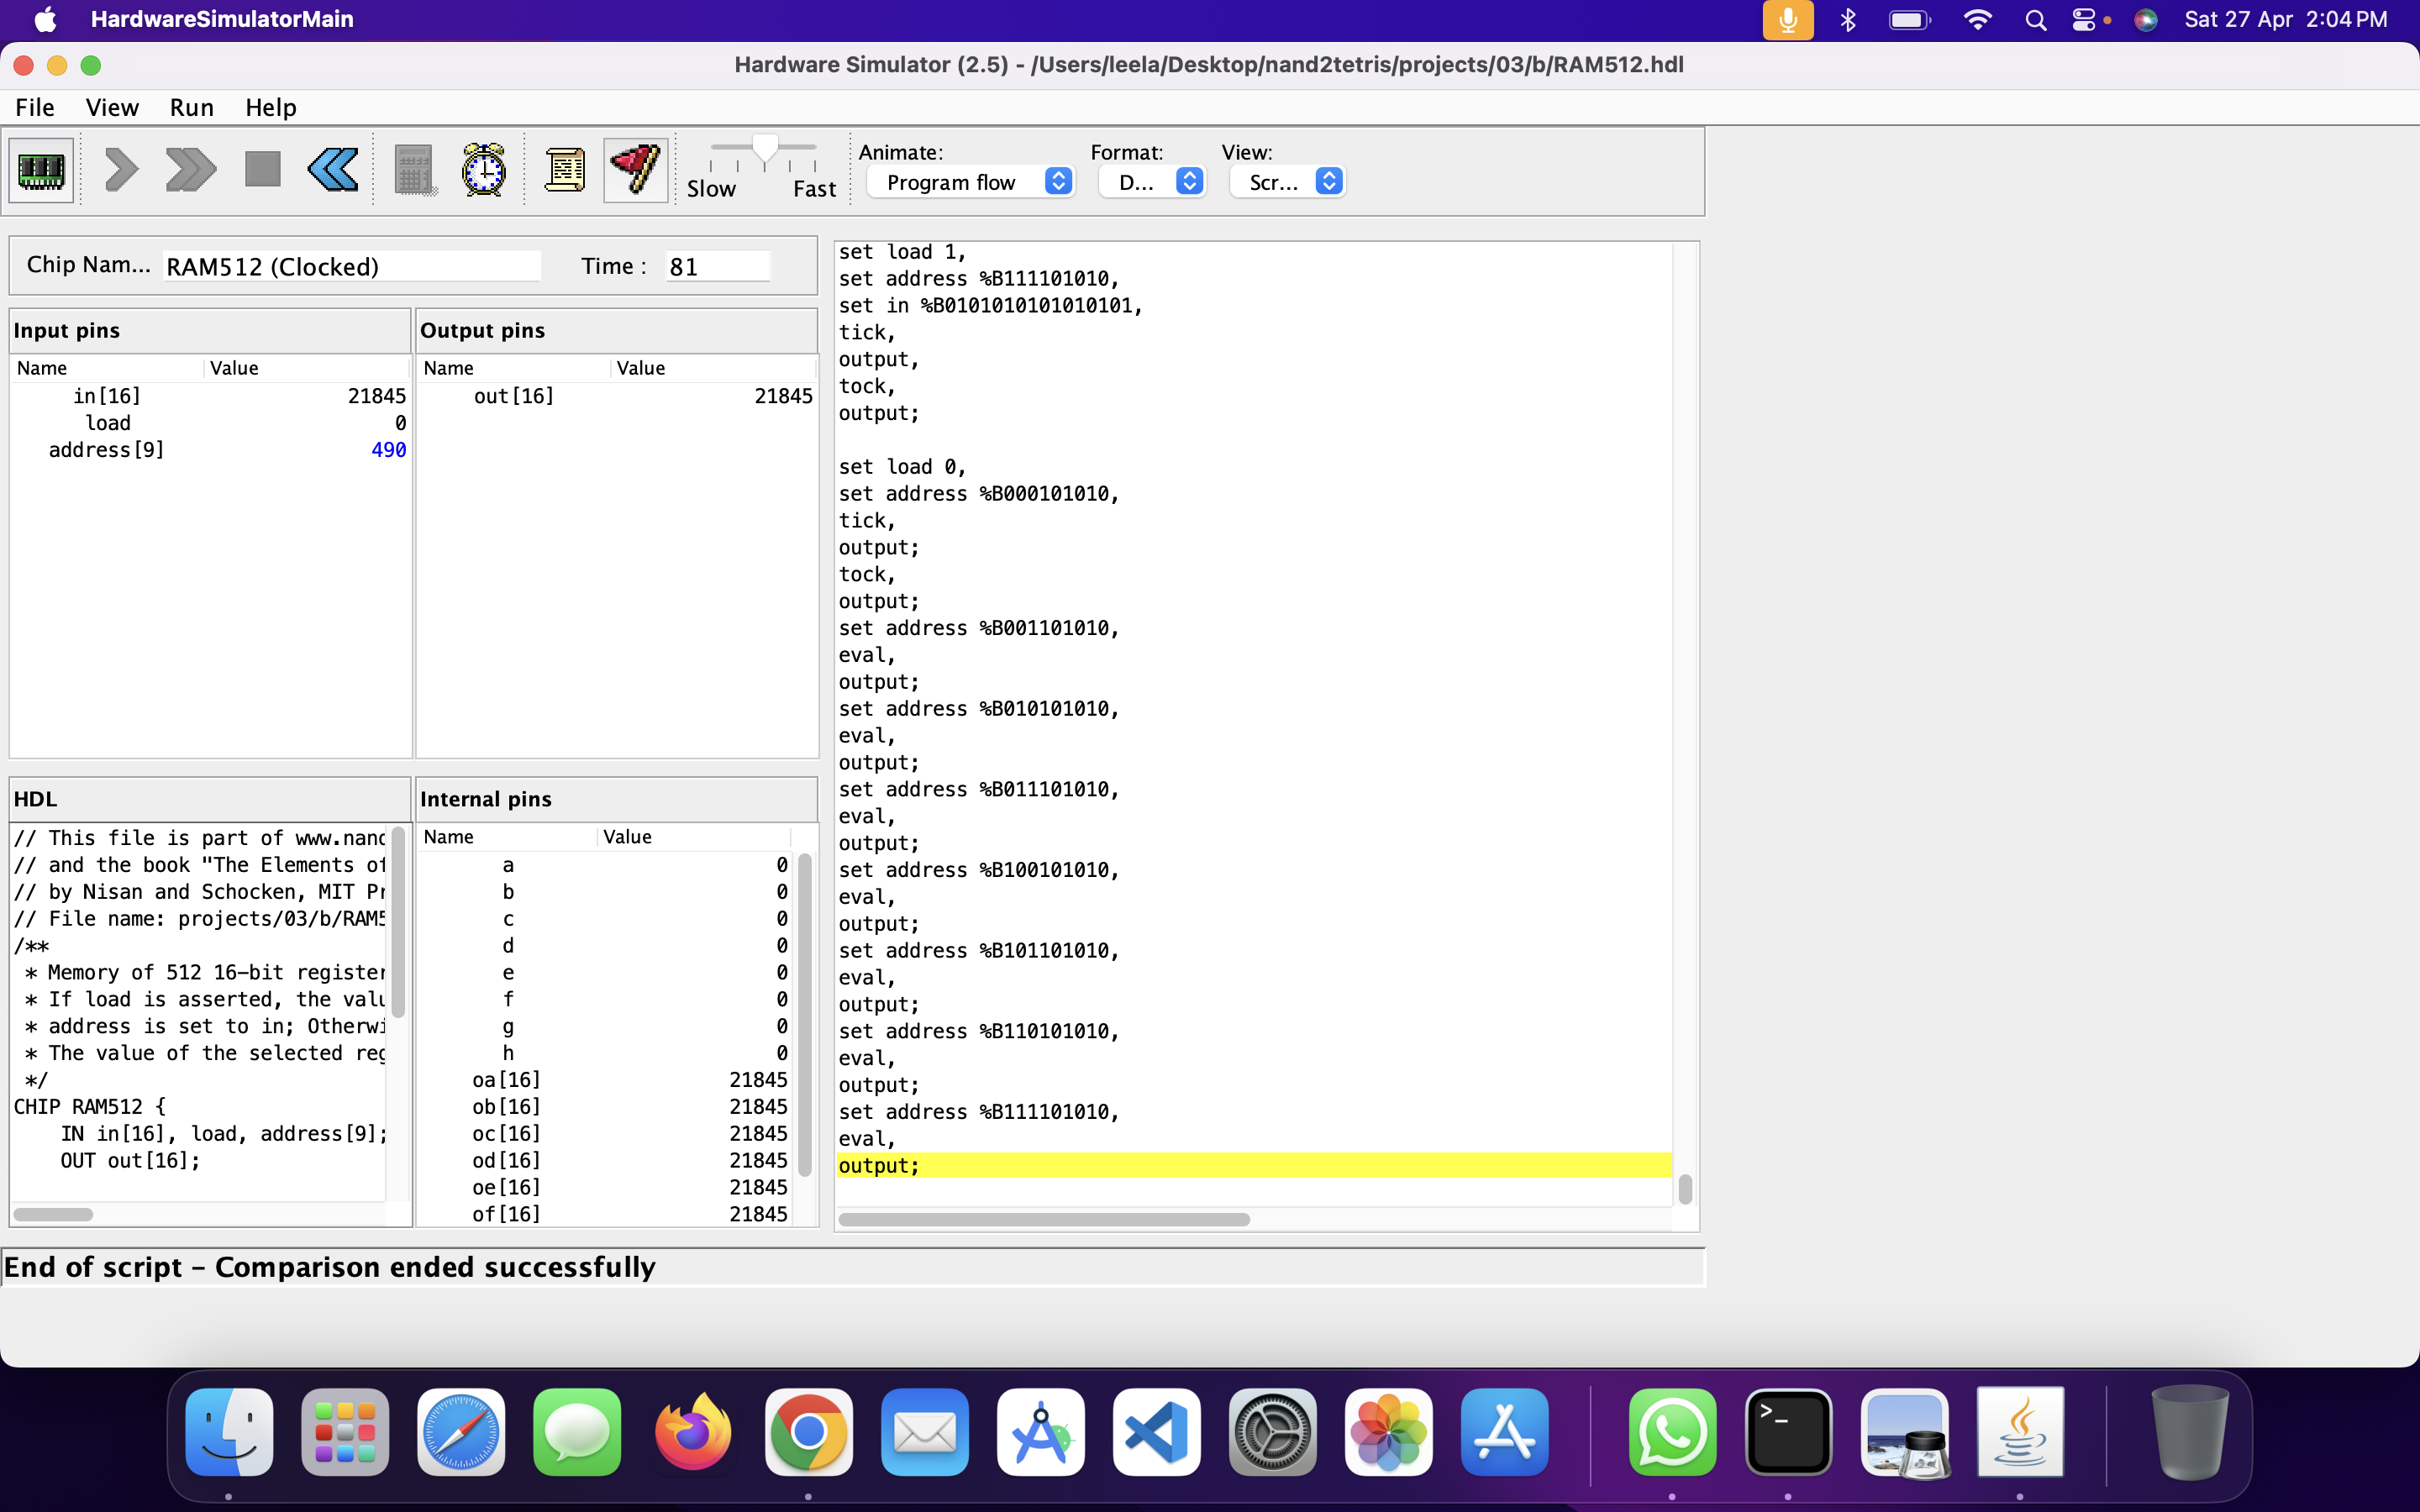 HardwareSimulatorMain
Sat 27 Apr 2:04 PM
Hardware Simulator (2.5) - /Users/leela/Desktop/nand2tetris/projects/03/b/RAM512.hdl
File View Run Help
Slow Fast
Animate: Format: View:
Program flow D... Scr...
Chip Nam... RAM512 (Clocked) Time : 81
Input pins
Name Value
in[16] 21845
load 0
address[9] 490
Output pins
Name Value
out[16] 21845
HDL
// This file is part of www.nand
// and the book "The Elements of
// by Nisan and Schocken, MIT Pr
// File name: projects/03/b/RAM5
/**
* Memory of 512 16-bit register
* If load is asserted, the valu
* address is set to in; Otherwi
* The value of the selected reg
*/
CHIP RAM512 {
IN in[16], load, address[9];
OUT out[16];
Internal pins
Name Value
a 0
b 0
c 0
d 0
e 0
f 0
g 0
h 0
oa[16] 21845
ob[16] 21845
oc[16] 21845
od[16] 21845
oe[16] 21845
of[16] 21845
set load 1,
set address %B111101010,
set in %B0101010101010101,
tick,
output,
tock,
output;
set load 0,
set address %B000101010,
tick,
output;
tock,
output;
set address %B001101010,
eval,
output;
set address %B010101010,
eval,
output;
set address %B011101010,
eval,
output;
set address %B100101010,
eval,
output;
set address %B101101010,
eval,
output;
set address %B110101010,
eval,
output;
set address %B111101010,
eval,
output;
End of script – Comparison ended successfully
>_